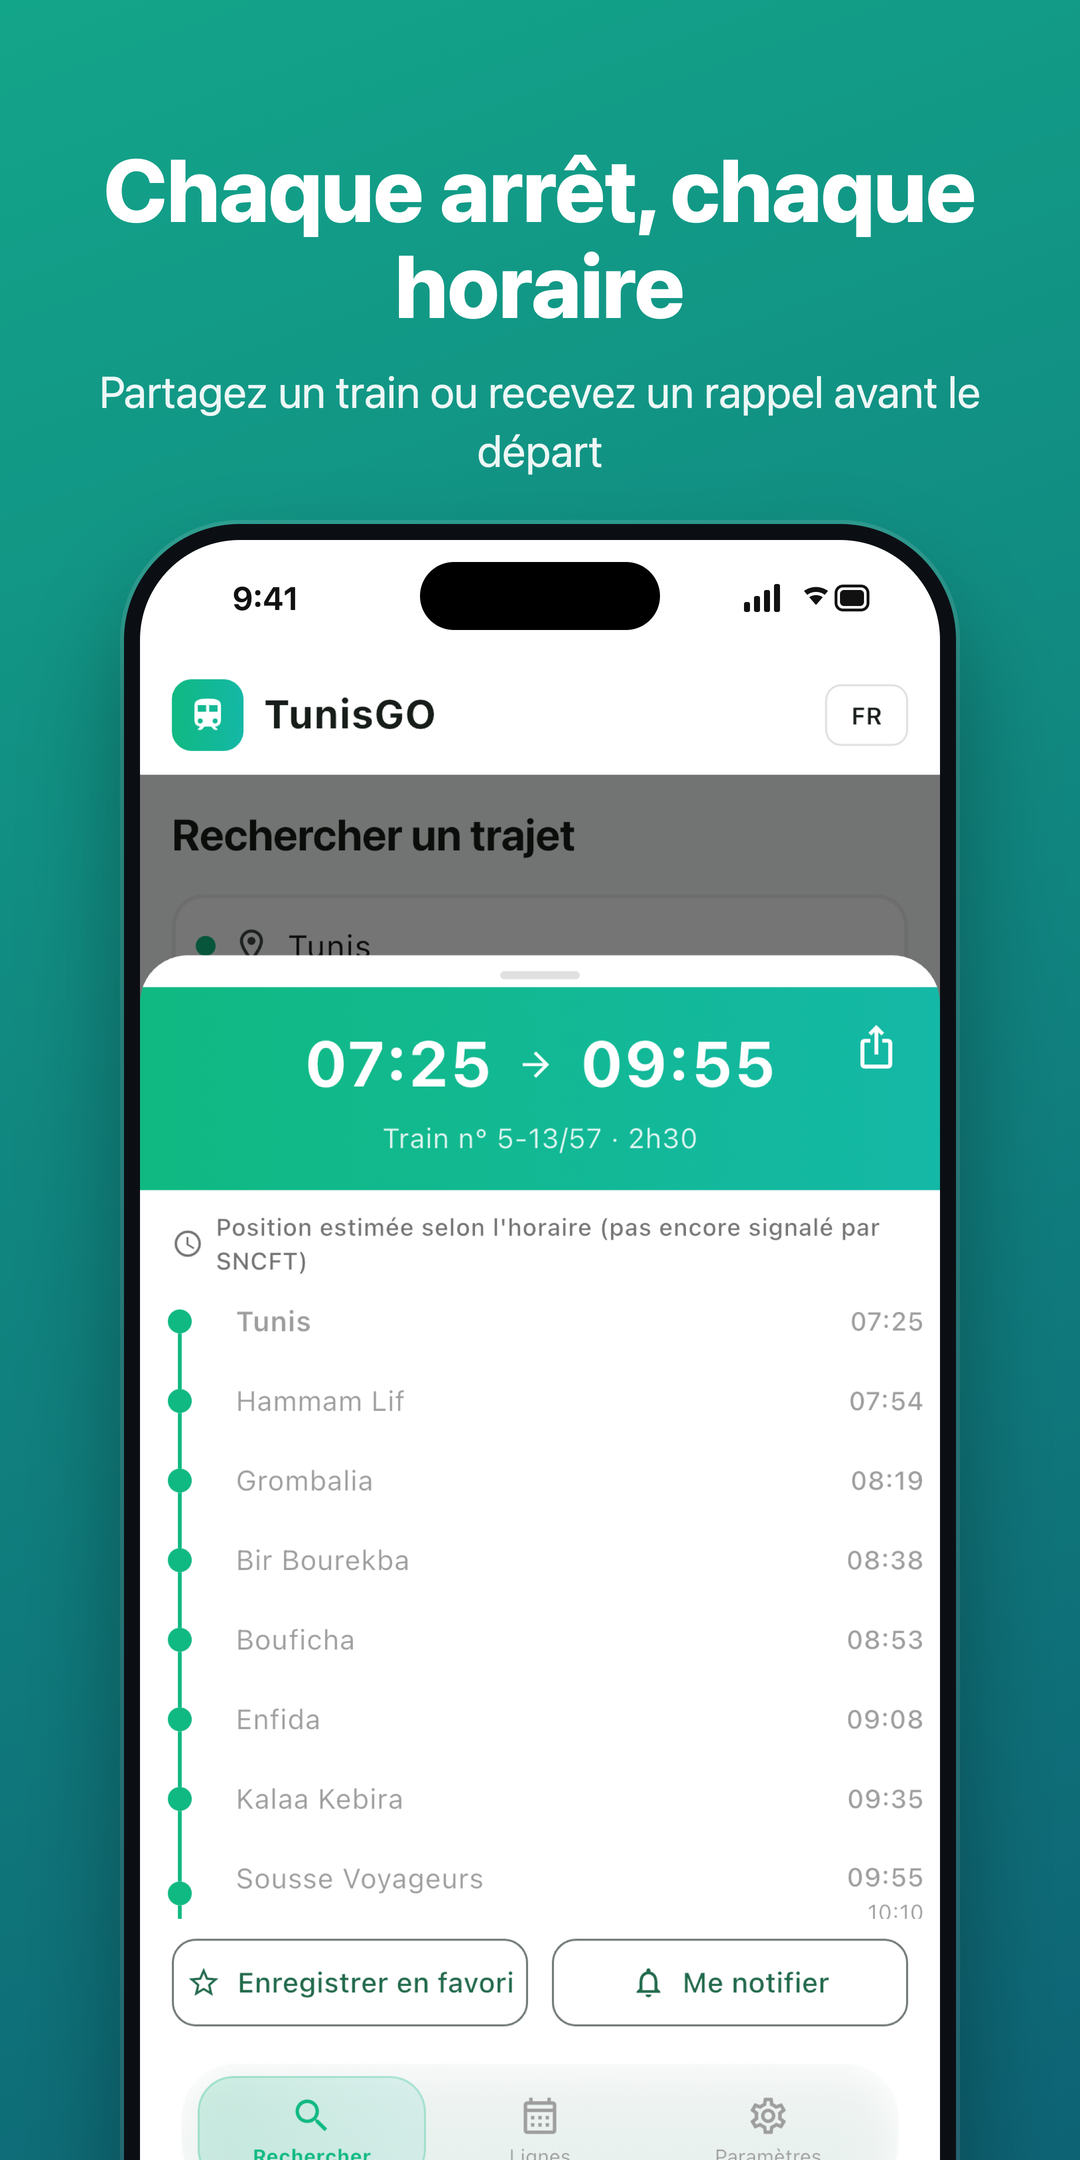 Chaque arrêt, chaque
horaire
Partagez un train ou recevez un rappel avant le
départ
9:41
TunisGO
FR
Rechercher un trajet
Tunis
07:25 → 09:55
Train n° 5-13/57 · 2h30
Position estimée selon l'horaire (pas encore signalé par
SNCFT)
Tunis 07:25
Hammam Lif 07:54
Grombalia 08:19
Bir Bourekba 08:38
Bouficha 08:53
Enfida 09:08
Kalaa Kebira 09:35
Sousse Voyageurs 09:55
10:10
Enregistrer en favori
Me notifier
Rechercher
Lignes
Paramètres